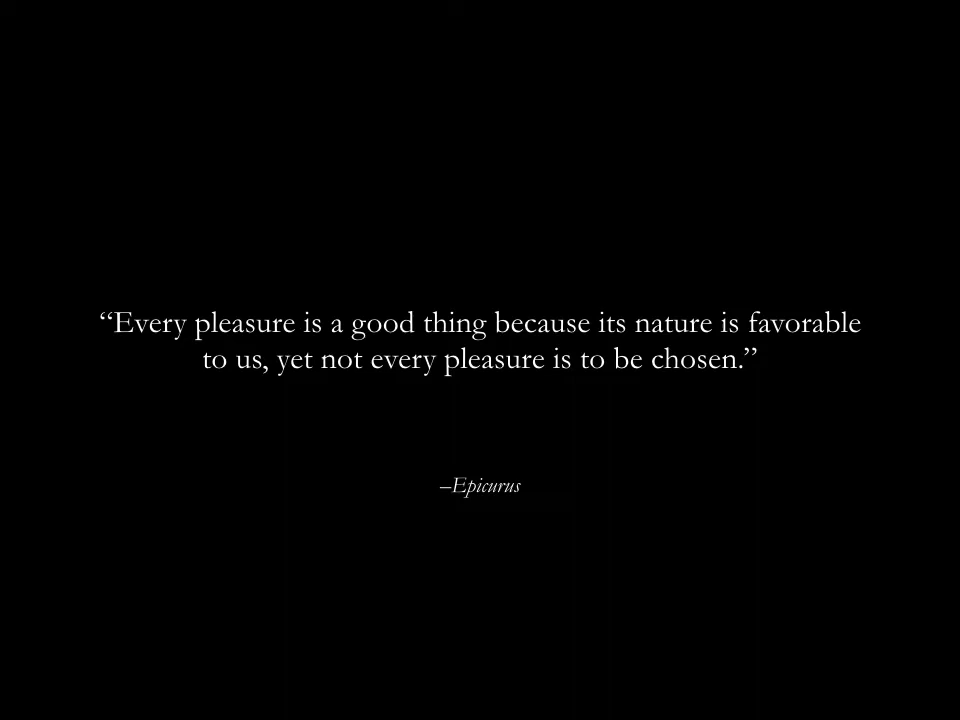 “Every pleasure is a good thing because its nature is favorable
to us, yet not every pleasure is to be chosen.”
–Epicurus